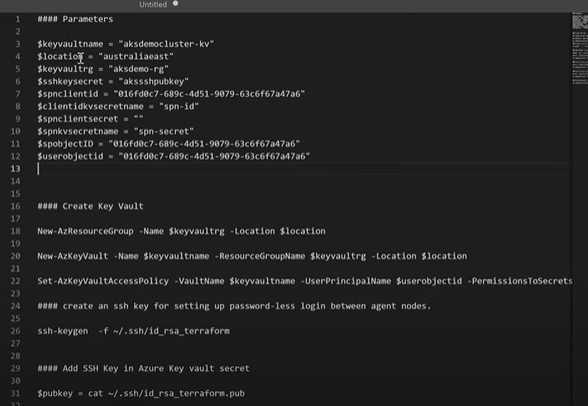 Untitled
1 #### Parameters
2
3 $keyvaultname = "aksdemocluster-kv"
4 $location = "australiaeast"
5 $keyvaultrg = "aksdemo-rg"
6 $sshkeysecret = "akssshpubkey"
7 $spnclientid = "016fd0c7-689c-4d51-9079-63c6f67a47a6"
8 $clientidkvsecretname = "spn-id"
9 $spnclientsecret = ""
10 $spnkvsecretname = "spn-secret"
11 $spobjectID = "016fd0c7-689c-4d51-9079-63c6f67a47a6"
12 $userobjectid = "016fd0c7-689c-4d51-9079-63c6f67a47a6"
13
14
15
16 #### Create Key Vault
17
18 New-AzResourceGroup -Name $keyvaultrg -Location $location
19
20 New-AzKeyVault -Name $keyvaultname -ResourceGroupName $keyvaultrg -Location $location
21
22 Set-AzKeyVaultAccessPolicy -VaultName $keyvaultname -UserPrincipalName $userobjectid -PermissionsToSecrets
23
24 #### create an ssh key for setting up password-less login between agent nodes.
25
26 ssh-keygen -f ~/.ssh/id_rsa_terraform
27
28
29 #### Add SSH Key in Azure Key vault secret
30
31 $pubkey = cat ~/.ssh/id_rsa_terraform.pub